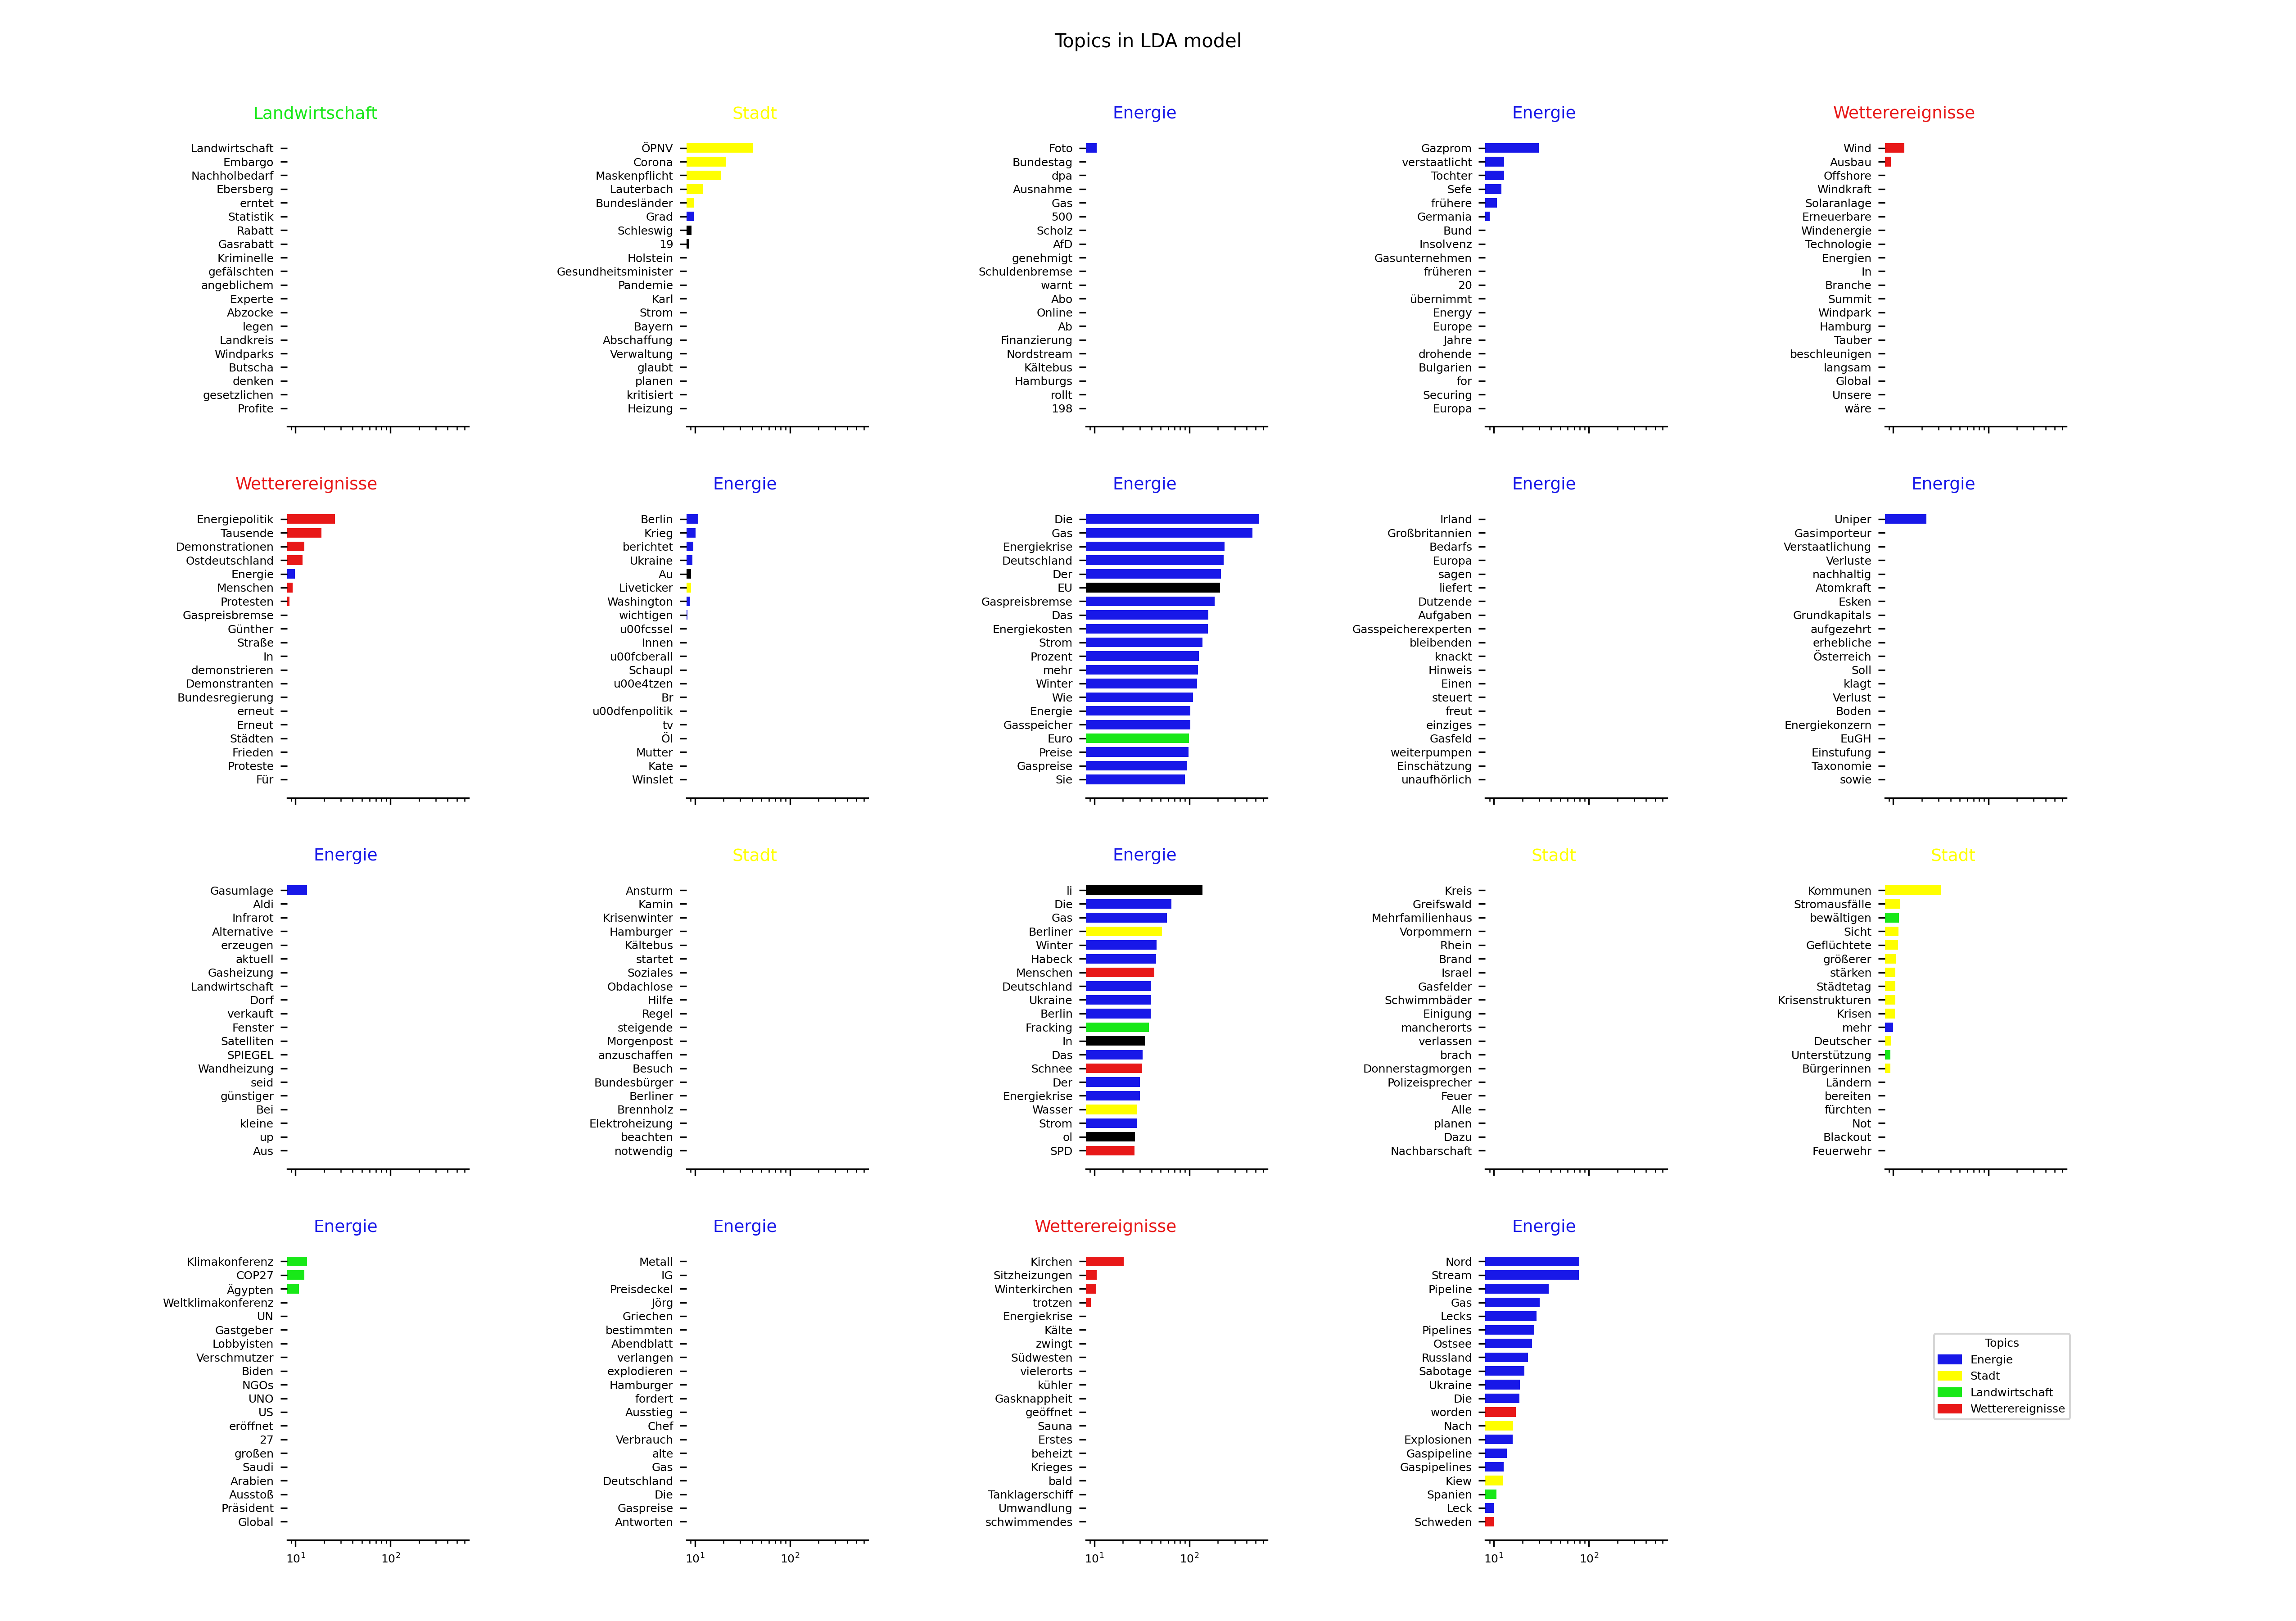 Topics in LDA model
Landwirtschaft
Landwirtschaft
Embargo
Nachholbedarf
Ebersberg
erntet
Statistik
Rabatt
Gasrabatt
Kriminelle
gefälschten
angeblichem
Experte
Abzocke
legen
Landkreis
Windparks
Butscha
denken
gesetzlichen
Profite
Stadt
ÖPNV
Corona
Maskenpflicht
Lauterbach
Bundesländer
Grad
Schleswig
19
Holstein
Gesundheitsminister
Pandemie
Karl
Strom
Bayern
Abschaffung
Verwaltung
glaubt
planen
kritisiert
Heizung
Energie
Foto
Bundestag
dpa
Ausnahme
Gas
500
Scholz
AfD
genehmigt
Schuldenbremse
warnt
Abo
Online
Ab
Finanzierung
Nordstream
Kältebus
Hamburgs
rollt
198
Energie
Gazprom
verstaatlicht
Tochter
Sefe
frühere
Germania
Bund
Insolvenz
Gasunternehmen
früheren
20
übernimmt
Energy
Europe
Jahre
drohende
Bulgarien
for
Securing
Europa
Wetterereignisse
Wind
Ausbau
Offshore
Windkraft
Solaranlage
Erneuerbare
Windenergie
Technologie
Energien
In
Branche
Summit
Windpark
Hamburg
Tauber
beschleunigen
langsam
Global
Unsere
wäre
Wetterereignisse
Energiepolitik
Tausende
Demonstrationen
Ostdeutschland
Energie
Menschen
Protesten
Gaspreisbremse
Günther
Straße
In
demonstrieren
Demonstranten
Bundesregierung
erneut
Erneut
Städten
Frieden
Proteste
Für
Energie
Berlin
Krieg
berichtet
Ukraine
Au
Liveticker
Washington
wichtigen
u00fcssel
Innen
u00fcberall
Schaupl
u00e4tzen
Br
u00dfenpolitik
tv
Öl
Mutter
Kate
Winslet
Energie
Die
Gas
Energiekrise
Deutschland
Der
EU
Gaspreisbremse
Das
Energiekosten
Strom
Prozent
mehr
Winter
Wie
Energie
Gasspeicher
Euro
Preise
Gaspreise
Sie
Energie
Irland
Großbritannien
Bedarfs
Europa
sagen
liefert
Dutzende
Aufgaben
Gasspeicherexperten
bleibenden
knackt
Hinweis
Einen
steuert
freut
einziges
Gasfeld
weiterpumpen
Einschätzung
unaufhörlich
Energie
Uniper
Gasimporteur
Verstaatlichung
Verluste
nachhaltig
Atomkraft
Esken
Grundkapitals
aufgezehrt
erhebliche
Österreich
Soll
klagt
Verlust
Boden
Energiekonzern
EuGH
Einstufung
Taxonomie
sowie
Energie
Gasumlage
Aldi
Infrarot
Alternative
erzeugen
aktuell
Gasheizung
Landwirtschaft
Dorf
verkauft
Fenster
Satelliten
SPIEGEL
Wandheizung
seid
günstiger
Bei
kleine
up
Aus
Stadt
Ansturm
Kamin
Krisenwinter
Hamburger
Kältebus
startet
Soziales
Obdachlose
Hilfe
Regel
steigende
Morgenpost
anzuschaffen
Besuch
Bundesbürger
Berliner
Brennholz
Elektroheizung
beachten
notwendig
Energie
li
Die
Gas
Berliner
Winter
Habeck
Menschen
Deutschland
Ukraine
Berlin
Fracking
In
Das
Schnee
Der
Energiekrise
Wasser
Strom
ol
SPD
Stadt
Kreis
Greifswald
Mehrfamilienhaus
Vorpommern
Rhein
Brand
Israel
Gasfelder
Schwimmbäder
Einigung
mancherorts
verlassen
brach
Donnerstagmorgen
Polizeisprecher
Feuer
Alle
planen
Dazu
Nachbarschaft
Stadt
Kommunen
Stromausfälle
bewältigen
Sicht
Geflüchtete
größerer
stärken
Städtetag
Krisenstrukturen
Krisen
mehr
Deutscher
Unterstützung
Bürgerinnen
Ländern
bereiten
fürchten
Not
Blackout
Feuerwehr
Energie
Klimakonferenz
COP27
Ägypten
Weltklimakonferenz
UN
Gastgeber
Lobbyisten
Verschmutzer
Biden
NGOs
UNO
US
eröffnet
27
großen
Saudi
Arabien
Ausstoß
Präsident
Global
10¹ 10²
Energie
Metall
IG
Preisdeckel
Jörg
Griechen
bestimmten
Abendblatt
verlangen
explodieren
Hamburger
fordert
Ausstieg
Chef
Verbrauch
alte
Gas
Deutschland
Die
Gaspreise
Antworten
10¹ 10²
Wetterereignisse
Kirchen
Sitzheizungen
Winterkirchen
trotzen
Energiekrise
Kälte
zwingt
Südwesten
vielerorts
kühler
Gasknappheit
geöffnet
Sauna
Erstes
beheizt
Krieges
bald
Tanklagerschiff
Umwandlung
schwimmendes
10¹ 10²
Energie
Nord
Stream
Pipeline
Gas
Lecks
Pipelines
Ostsee
Russland
Sabotage
Ukraine
Die
worden
Nach
Explosionen
Gaspipeline
Gaspipelines
Kiew
Spanien
Leck
Schweden
10¹ 10²
Topics
Energie
Stadt
Landwirtschaft
Wetterereignisse